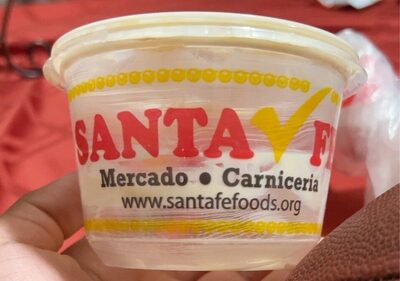 SANTA F
Mercado • Carniceria
www.santafefoods.org